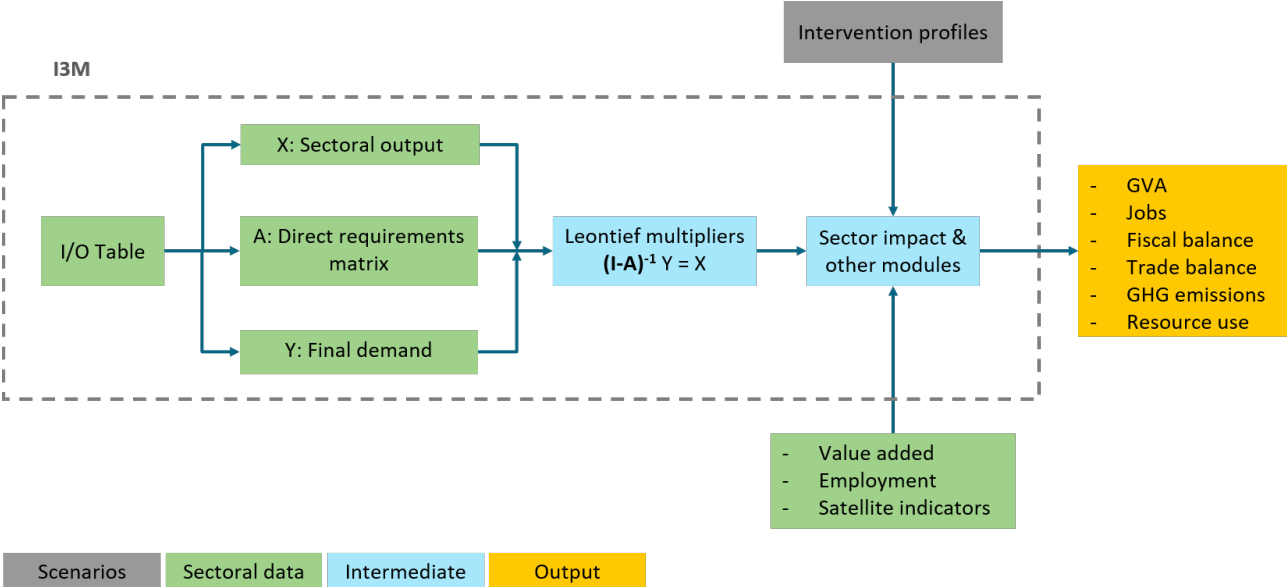 Intervention profiles
I3M
X: Sectoral output
I/O Table
A: Direct requirements
matrix
Y: Final demand
Leontief multipliers
(I-A)⁻¹ Y = X
Sector impact &
other modules
- GVA
- Jobs
- Fiscal balance
- Trade balance
- GHG emissions
- Resource use
- Value added
- Employment
- Satellite indicators
Scenarios
Sectoral data
Intermediate
Output